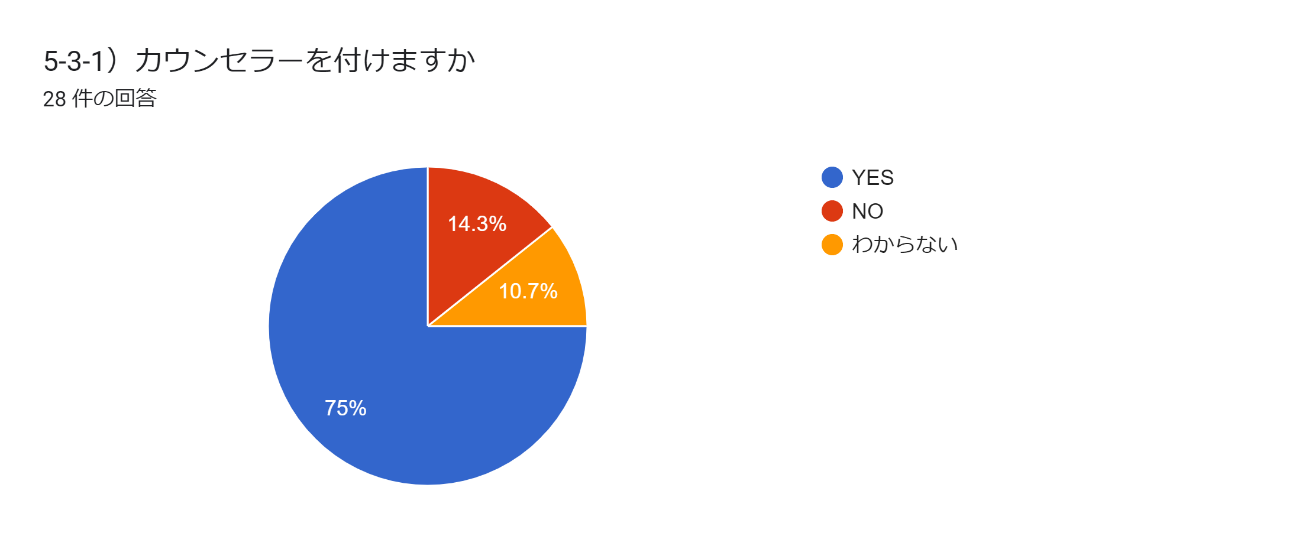 5-3-1）カウンセラーを付けますか
28 件の回答
14.3%
10.7%
75%
YES
NO
わからない